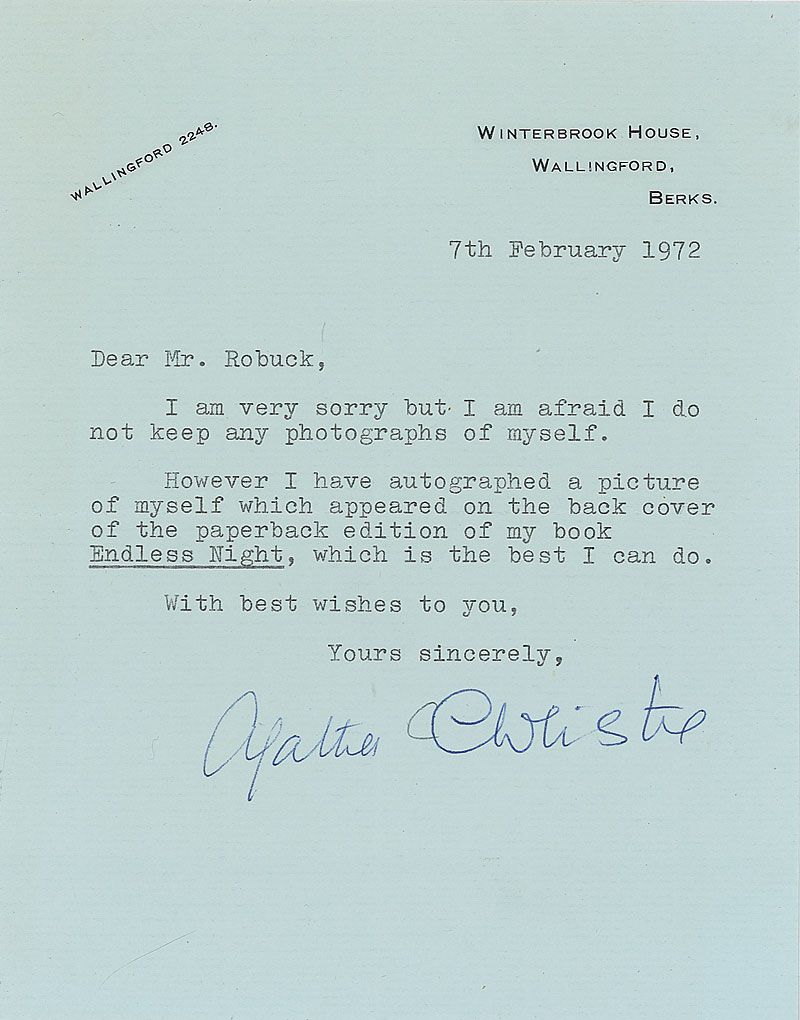 WALLINGFORD 2248.
WINTERBROOK HOUSE,
WALLINGFORD,
BERKS.
7th February 1972
Dear Mr. Robuck,
I am very sorry but I am afraid I do
not keep any photographs of myself.
However I have autographed a picture
of myself which appeared on the back cover
of the paperback edition of my book
Endless Night, which is the best I can do.
With best wishes to you,
Yours sincerely,
Agatha Christie